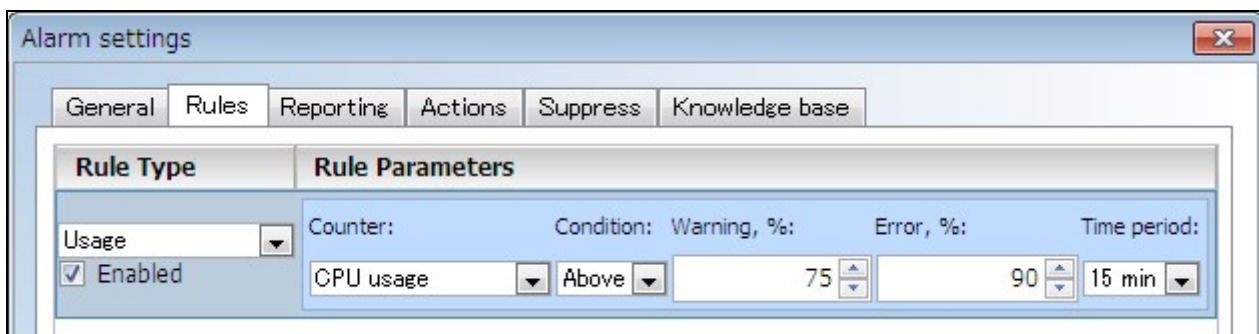 Alarm settings
General Rules Reporting Actions Suppress Knowledge base
Rule Type Rule Parameters
Counter: Condition: Warning, %: Error, %: Time period:
Usage
CPU usage Above 75 90 15 min
Enabled